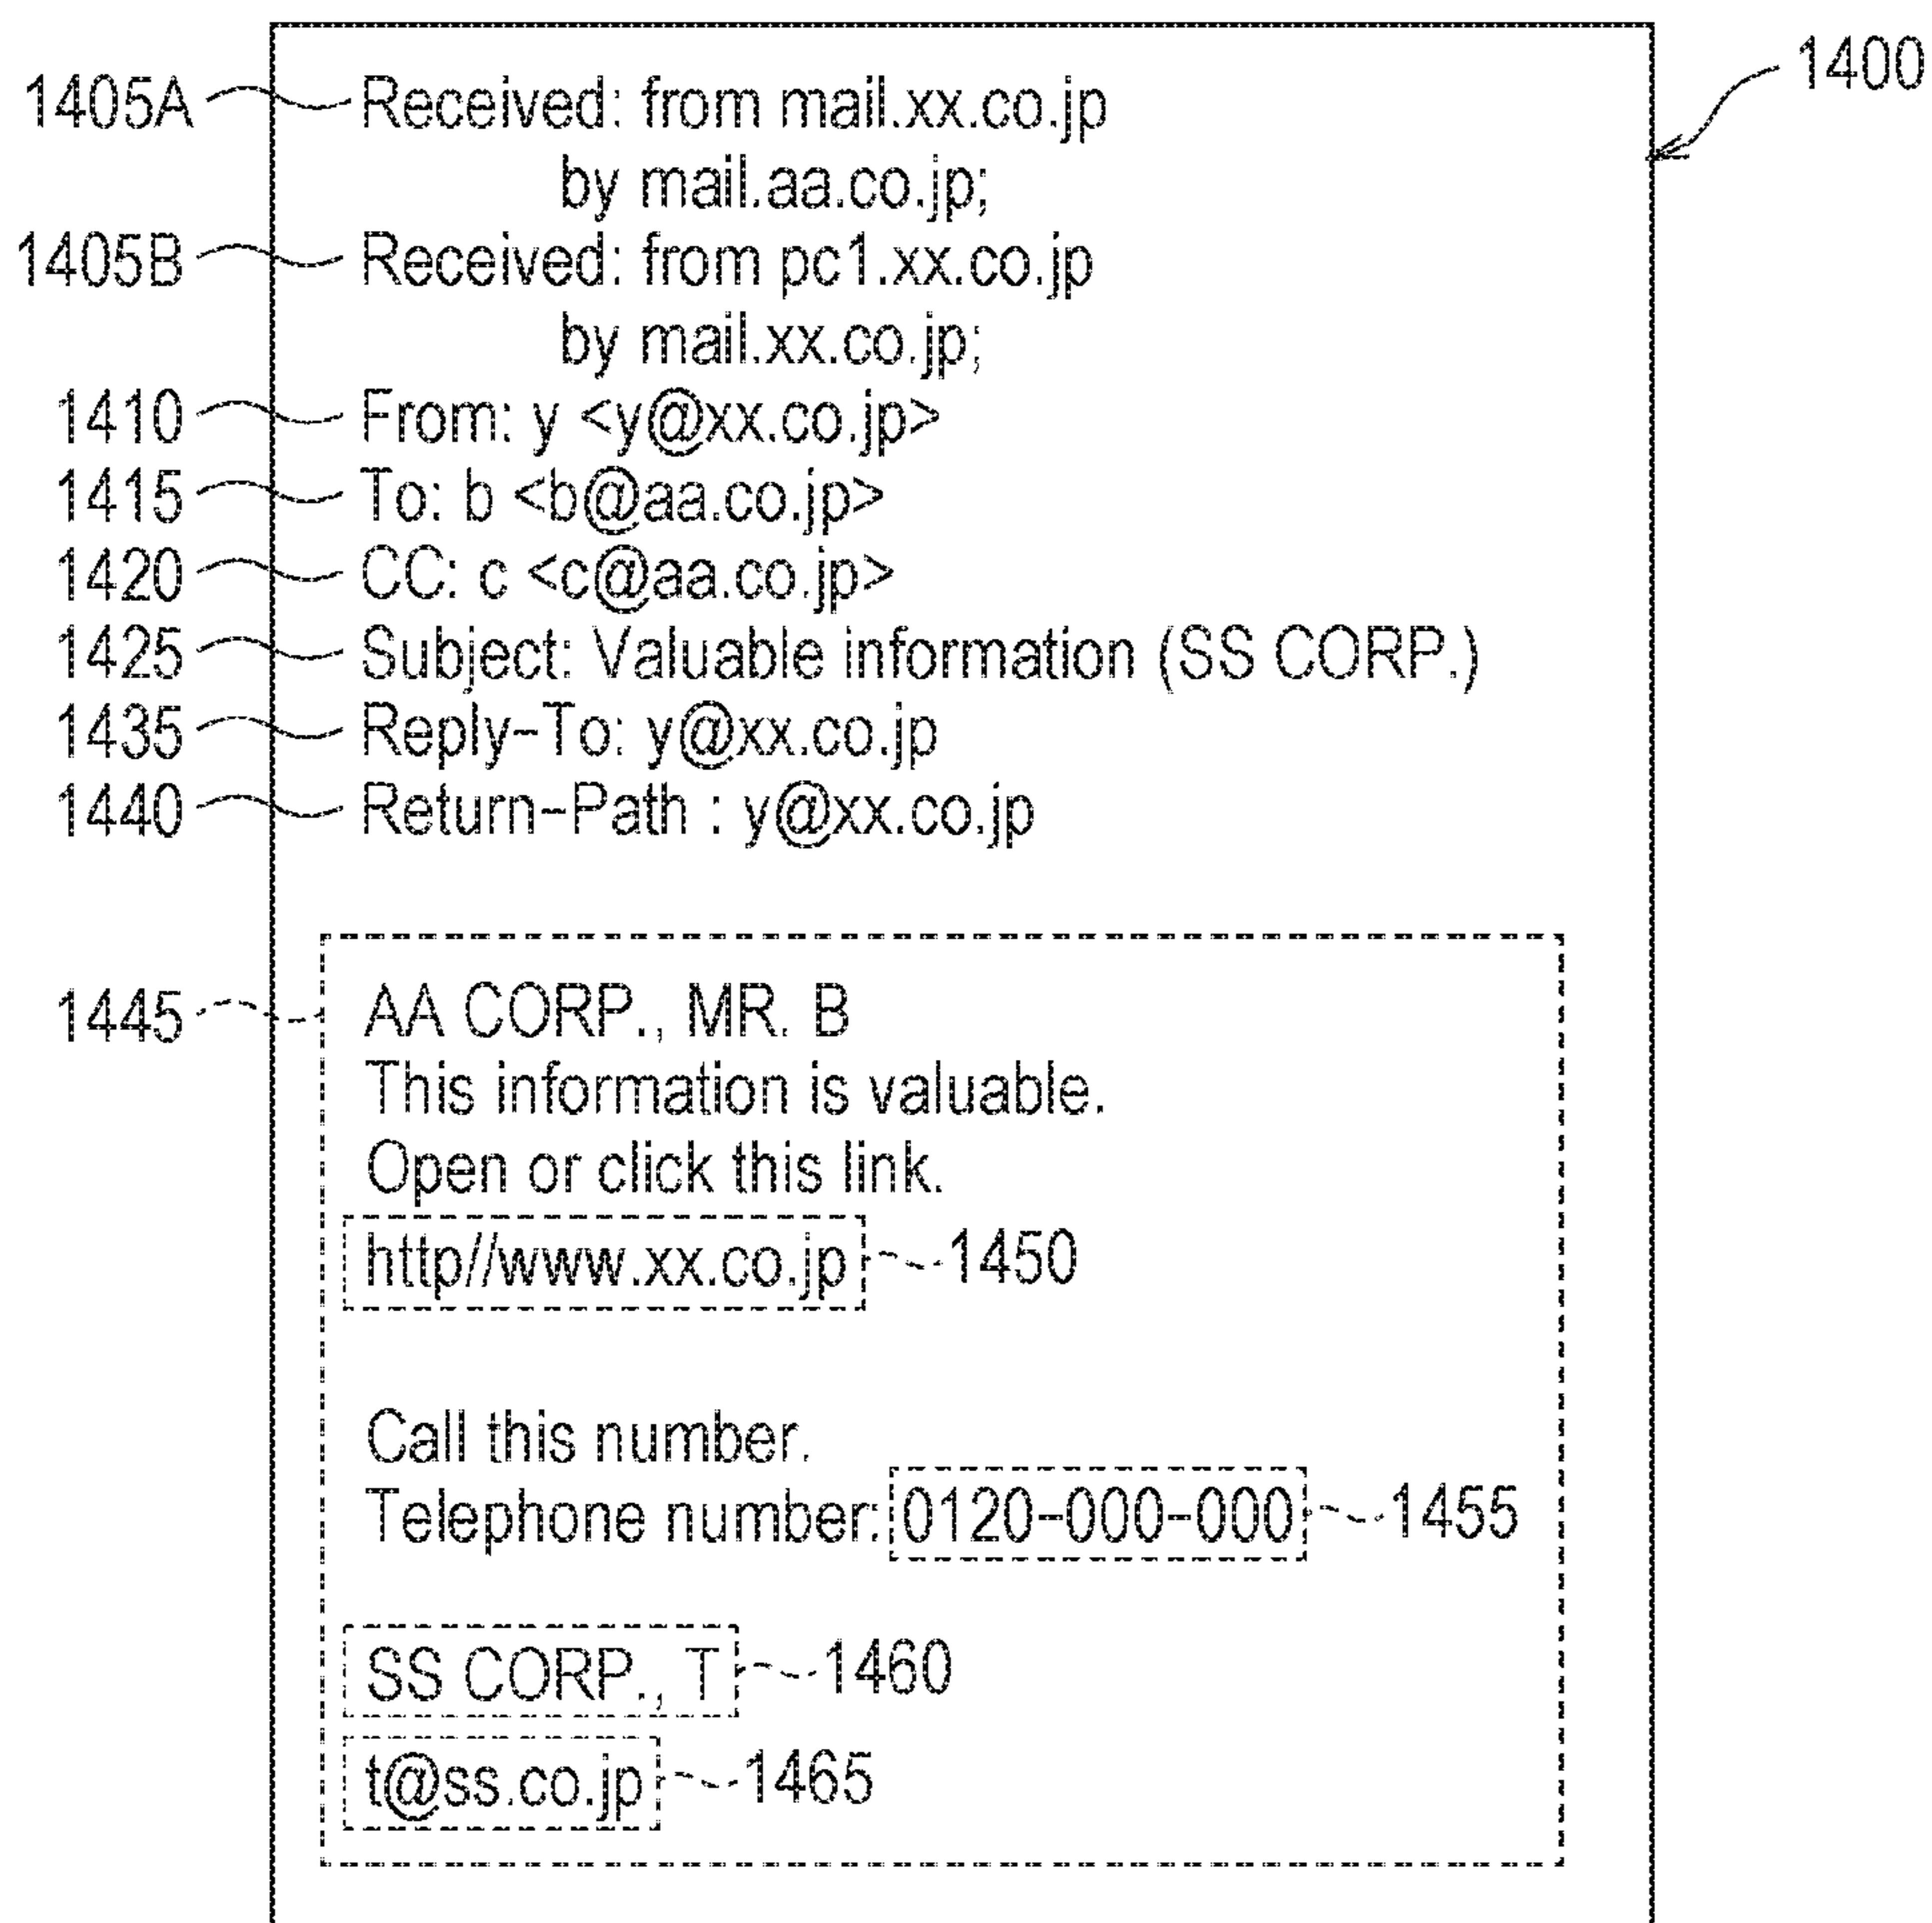 1400
1405A Received: from mail.xx.co.jp
by mail.aa.co.jp;
1405B Received: from pc1.xx.co.jp
by mail.xx.co.jp;
1410 From: y <y@xx.co.jp>
1415 To: b <b@aa.co.jp>
1420 CC: c <c@aa.co.jp>
1425 Subject: Valuable information (SS CORP.)
1435 Reply-To: y@xx.co.jp
1440 Return-Path : y@xx.co.jp
1445 AA CORP., MR. B
This information is valuable.
Open or click this link.
http//www.xx.co.jp 1450
Call this number.
Telephone number: 0120-000-000 1455
SS CORP., T 1460
t@ss.co.jp 1465